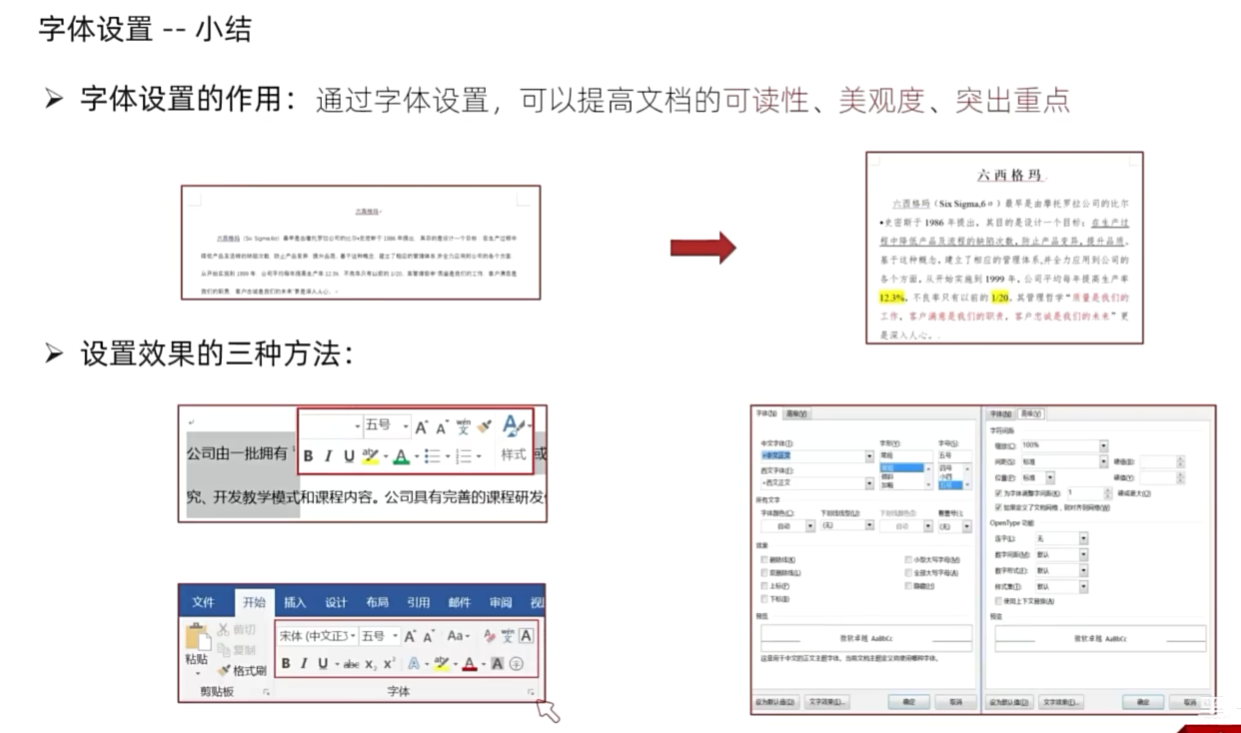 字体设置 -- 小结
➢ 字体设置的作用：通过字体设置，可以提高文档的可读性、美观度、突出重点
六西格玛
六西格玛（Six Sigma,6σ）最早是由摩托罗拉公司的比尔
•史密斯于 1986 年提出，其目的是设计一个目标：在生产过
程中降低产品及流程的缺陷次数，防止产品变异，提升品质。
基于这种概念，建立了相应的管理体系,并全力应用到公司的
各个方面，从开始实施到 1999 年，公司平均每年提高生产率
12.3%，不良率只有以前的 1/20，其管理哲学“质量是我们的
工作，客户满意是我们的职责，客户忠诚是我们的未来”更
是深入人心。
➢ 设置效果的三种方法：
五号
A A wén 文
B I U aby A 样式
公司由一批拥有
或
究、开发教学模式和课程内容。公司具有完善的课程研发
文件 开始 插入 设计 布局 引用 邮件 审阅 视
剪切
复制
格式刷
粘贴
剪贴板
宋体 (中文正 五号 A A Aa wén 文 A
B I U abc X₂ X² A aby A A 字
字体
字体(N) 高级(V)
中文字体(T): 字形(Y): 字号(S):
+中文正文 常规 五号
西文字体(F):
+西文正文
常规
倾斜
加粗
四号
小四
五号
所有文字
字体颜色(C): 下划线线型(U): 下划线颜色(I): 着重号(·):
自动 (无) 自动 (无)
效果
删除线(K) 小型大写字母(M)
双删除线(L) 全部大写字母(A)
上标(P) 隐藏(H)
下标(B)
预览
微软卓越 AaBbCc
这是用于中文的正文主题字体。当前文档主题定义将使用哪种字体。
设为默认值(D) 文字效果(E)... 确定 取消
字体(N) 高级(V)
字符间距
缩放(C): 100%
间距(S): 标准 磅值(B):
位置(P): 标准 磅值(Y):
为字体调整字间距(K): 1 磅或更大(O)
如果定义了文档网格，则对齐到网格(W)
OpenType 功能
连字(L): 无
数字间距(M): 默认
数字形式(F): 默认
样式集(T): 默认
使用上下文替换(A)
预览
微软卓越 AaBbCc
设为默认值(D) 文字效果(E)... 确定 取消